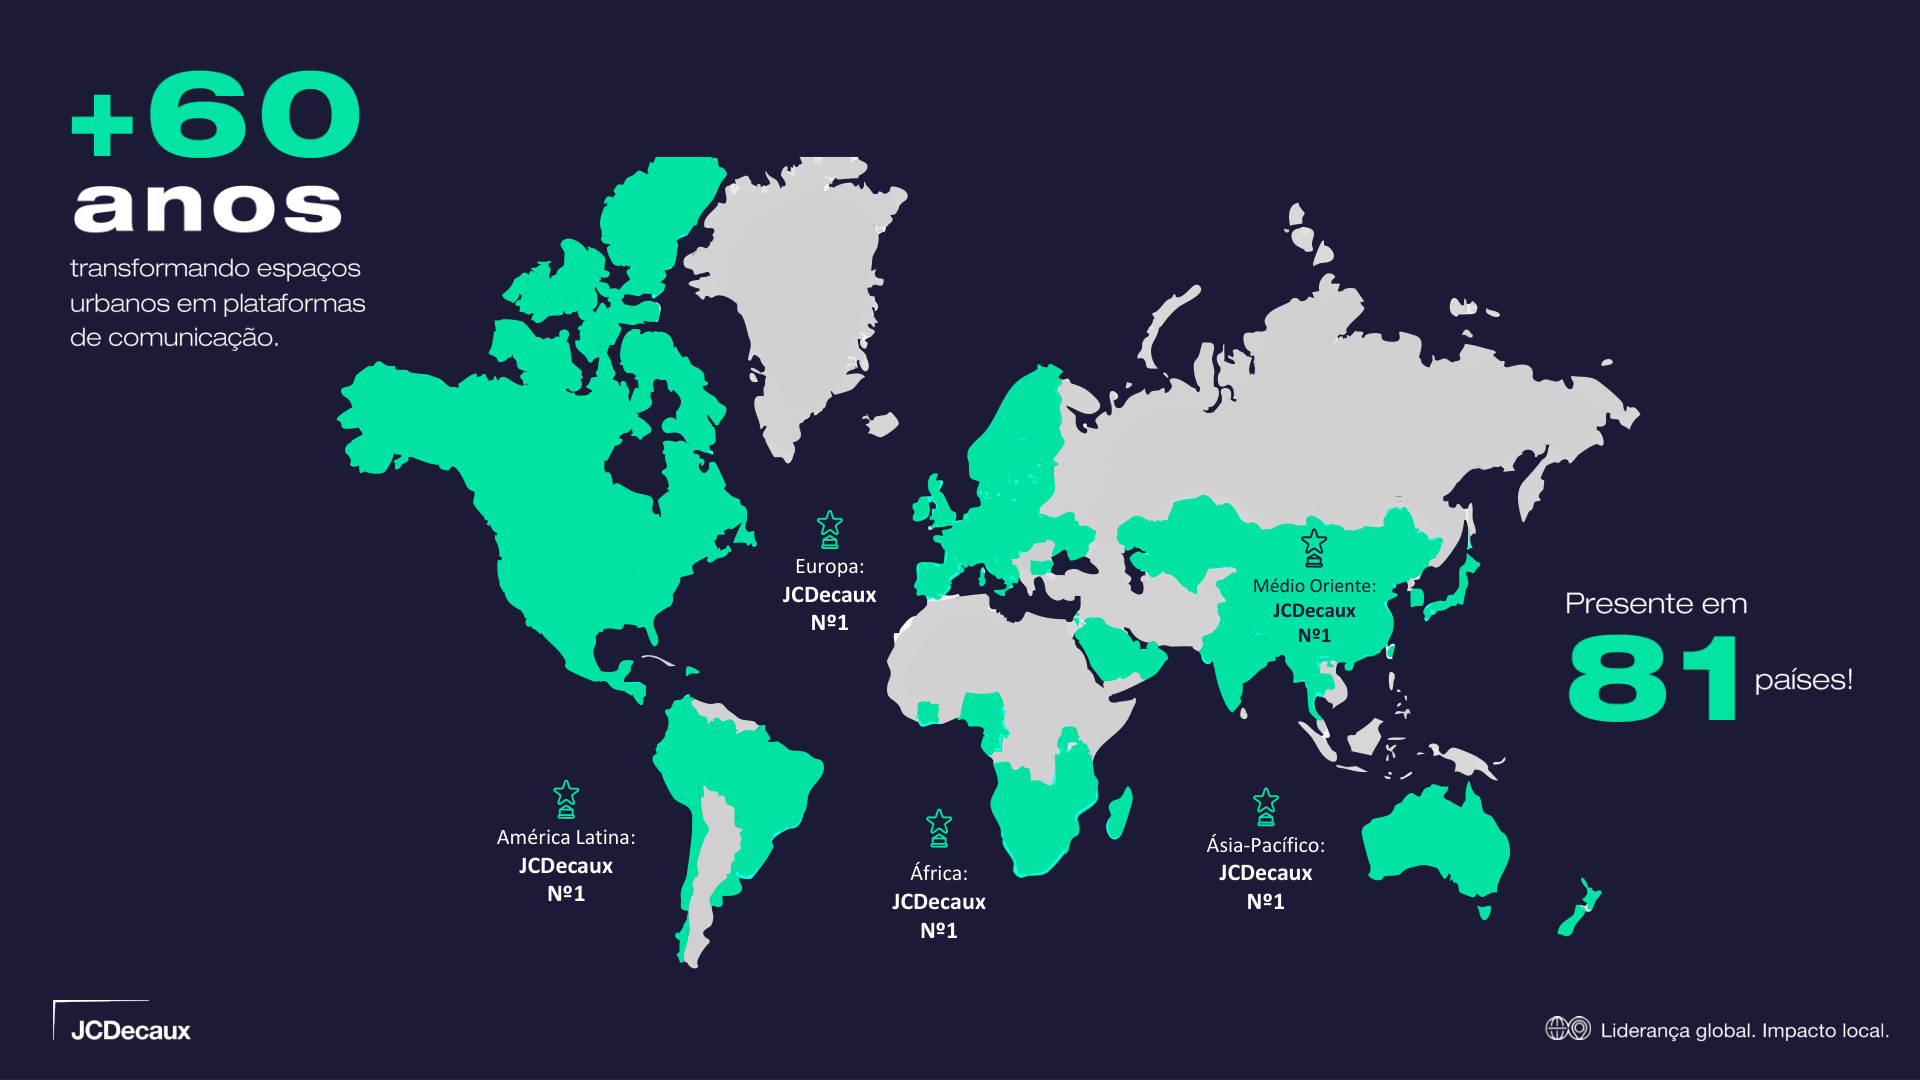 +60
anos
transformando espaços
urbanos em plataformas
de comunicação.
Europa:
JCDecaux
Nº1
Médio Oriente:
JCDecaux
Nº1
Presente em
81 países!
América Latina:
JCDecaux
Nº1
África:
JCDecaux
Nº1
Ásia-Pacífico:
JCDecaux
Nº1
JCDecaux
Liderança global. Impacto local.